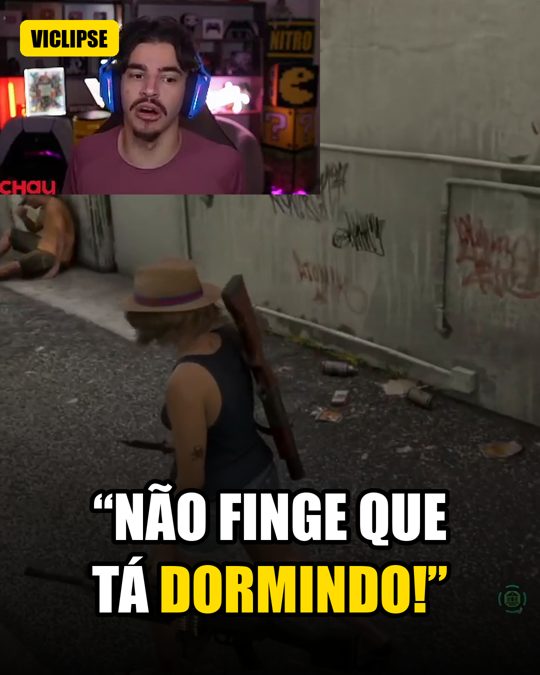 VICLIPSE
NITRO
CHAU
“NÃO FINGE QUE
TÁ DORMINDO!”